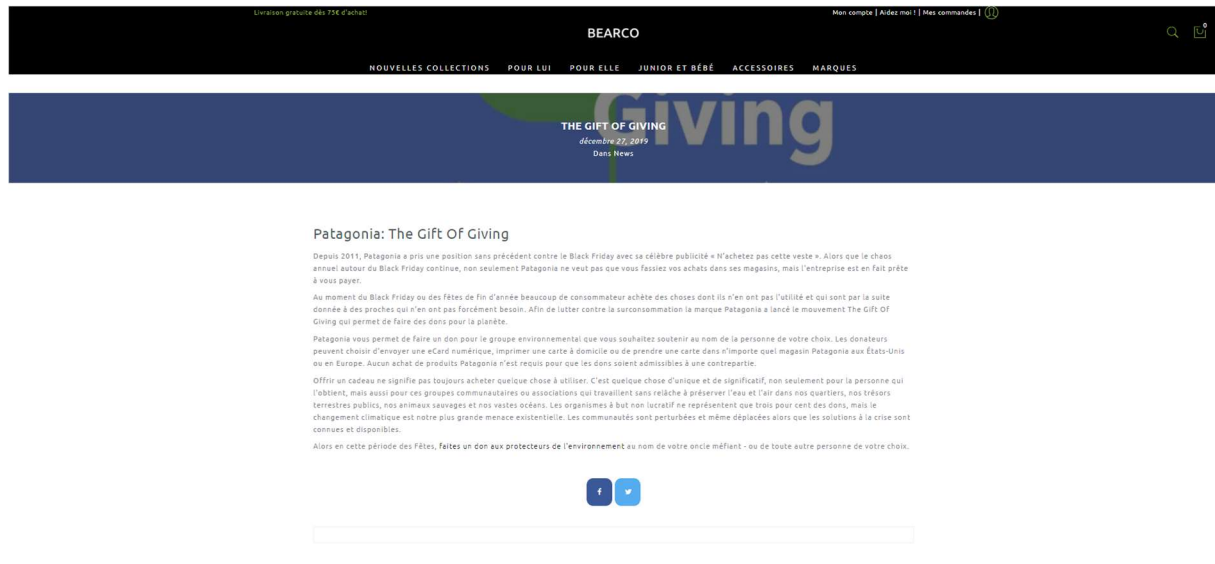 Livraison gratuite dès 75€ d'achat!
Mon compte | Aidez moi ! | Mes commandes |
BEARCO
0
NOUVELLES COLLECTIONS POUR LUI POUR ELLE JUNIOR ET BÉBÉ ACCESSOIRES MARQUES
Giving
THE GIFT OF GIVING
décembre 27, 2019
Dans News
Patagonia: The Gift Of Giving
Depuis 2011, Patagonia a pris une position sans précédent contre le Black Friday avec sa célèbre publicité « N'achetez pas cette veste ». Alors que le chaos
annuel autour du Black Friday continue, non seulement Patagonia ne veut pas que vous fassiez vos achats dans ses magasins, mais l'entreprise est en fait prête
à vous payer.
Au moment du Black Friday ou des fêtes de fin d'année beaucoup de consommateur achète des choses dont ils n'en ont pas l'utilité et qui sont par la suite
donnée à des proches qui n'en ont pas forcément besoin. Afin de lutter contre la surconsommation la marque Patagonia a lancé le mouvement The Gift OF
Giving qui permet de faire des dons pour la planète.
Patagonia vous permet de faire un don pour le groupe environnemental que vous souhaitez soutenir au nom de la personne de votre choix. Les donateurs
peuvent choisir d'envoyer une eCard numérique, imprimer une carte à domicile ou de prendre une carte dans n'importe quel magasin Patagonia aux États-Unis
ou en Europe. Aucun achat de produits Patagonia n'est requis pour que les dons soient admissibles à une contrepartie.
Offrir un cadeau ne signifie pas toujours acheter quelque chose à utiliser. C'est quelque chose d'unique et de significatif, non seulement pour la personne qui
l'obtient, mais aussi pour ces groupes communautaires ou associations qui travaillent sans relâche à préserver l'eau et l'air dans nos quartiers, nos trésors
terrestres publics, nos animaux sauvages et nos vastes océans. Les organismes à but non lucratif ne représentent que trois pour cent des dons, mais le
changement climatique est notre plus grande menace existentielle. Les communautés sont perturbées et même déplacées alors que les solutions à la crise sont
connues et disponibles.
Alors en cette période des Fêtes, faites un don aux protecteurs de l'environnement au nom de votre oncle méfiant - ou de toute autre personne de votre choix.